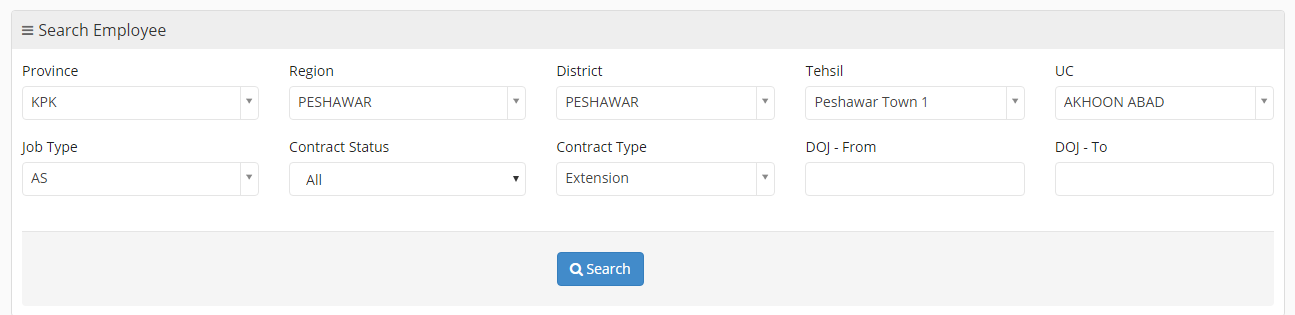 Search Employee
Province Region District Tehsil UC
KPK PESHAWAR PESHAWAR Peshawar Town 1 AKHOON ABAD
Job Type Contract Status Contract Type DOJ - From DOJ - To
AS All Extension
Search